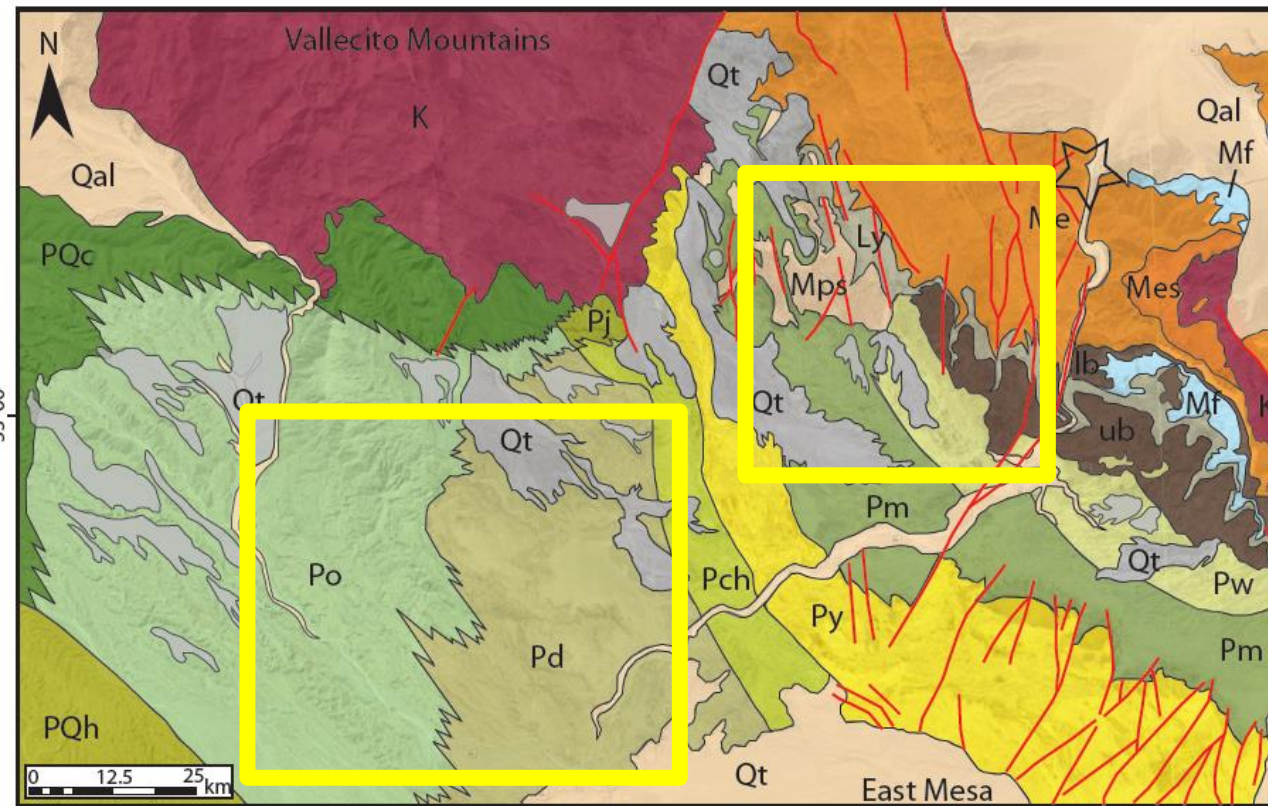 N
Vallecito Mountains
Qt
K
Qal
Mf
Qal
Me
Ly
PQc
Mps
Mes
Pj
lb
K
Qt
Qt
Mf
Qt
ub
Pm
Qt
Po
Pch
Pw
Py
Pd
Pm
PQh
0 12.5 25 km
Qt
East Mesa